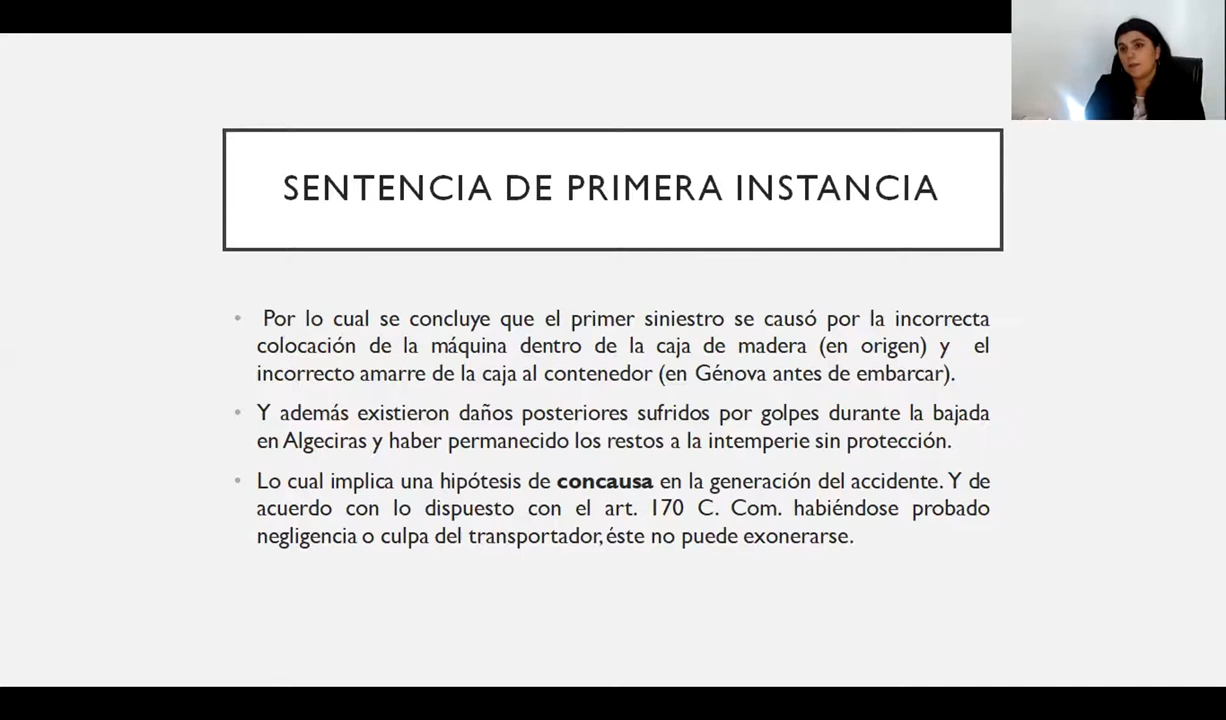 SENTENCIA DE PRIMERA INSTANCIA
• Por lo cual se concluye que el primer siniestro se causó por la incorrecta
colocación de la máquina dentro de la caja de madera (en origen) y el
incorrecto amarre de la caja al contenedor (en Génova antes de embarcar).
• Y además existieron daños posteriores sufridos por golpes durante la bajada
en Algeciras y haber permanecido los restos a la intemperie sin protección.
• Lo cual implica una hipótesis de concausa en la generación del accidente. Y de
acuerdo con lo dispuesto con el art. 170 C. Com. habiéndose probado
negligencia o culpa del transportador, éste no puede exonerarse.